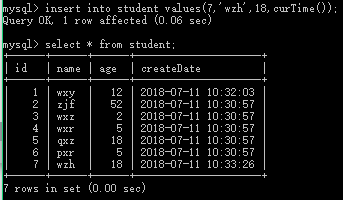 mysql> insert into student values(7,'wzh',18,curTime());
Query OK, 1 row affected (0.06 sec)
mysql> select * from student;
+----+------+-----+---------------------+
| id | name | age | createDate |
+----+------+-----+---------------------+
| 1 | wxy | 12 | 2018-07-11 10:32:03 |
| 2 | zjf | 52 | 2018-07-11 10:30:57 |
| 3 | wxz | 2 | 2018-07-11 10:30:57 |
| 4 | wxr | 5 | 2018-07-11 10:30:57 |
| 5 | qxz | 18 | 2018-07-11 10:30:57 |
| 6 | pxr | 5 | 2018-07-11 10:30:57 |
| 7 | wzh | 18 | 2018-07-11 10:33:26 |
+----+------+-----+---------------------+
7 rows in set (0.00 sec)